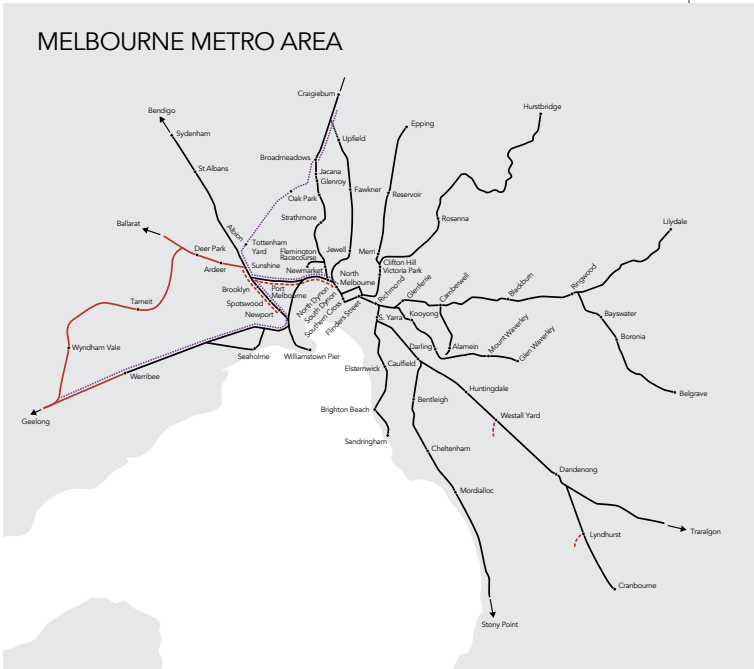 MELBOURNE METRO AREA
Craigieburn
Bendigo
Sydenham
Hurstbridge
Epping
Upfield
Broadmeadows
St Albans
Jacana
Glenroy
Fawkner
Reservoir
Oak Park
Strathmore
Rosanna
Lilydale
Ballarat
Albion
Tottenham
Yard
Deer Park
Flemington
Racecourse
Jewell
Merri
Ardeer
Sunshine
Newmarket
Clifton Hill
Victoria Park
North
Melbourne
Brooklyn
Port
Melbourne
North Dynon
South Dynon
Southern Cross
Flinders Street
Richmond
Glenferrie
Camberwell
Blackburn
Ringwood
Tarneit
Spotswood
Newport
S. Yarra
Kooyong
Bayswater
Wyndham Vale
Seaholme
Williamstown Pier
Darling
Alamein
Mount Waverley
Glen Waverley
Boronia
Werribee
Elsternwick
Caulfield
Huntingdale
Belgrave
Geelong
Brighton Beach
Bentleigh
Westall Yard
Sandringham
Cheltenham
Dandenong
Mordialloc
Lyndhurst
Traralgon
Cranbourne
Stony Point